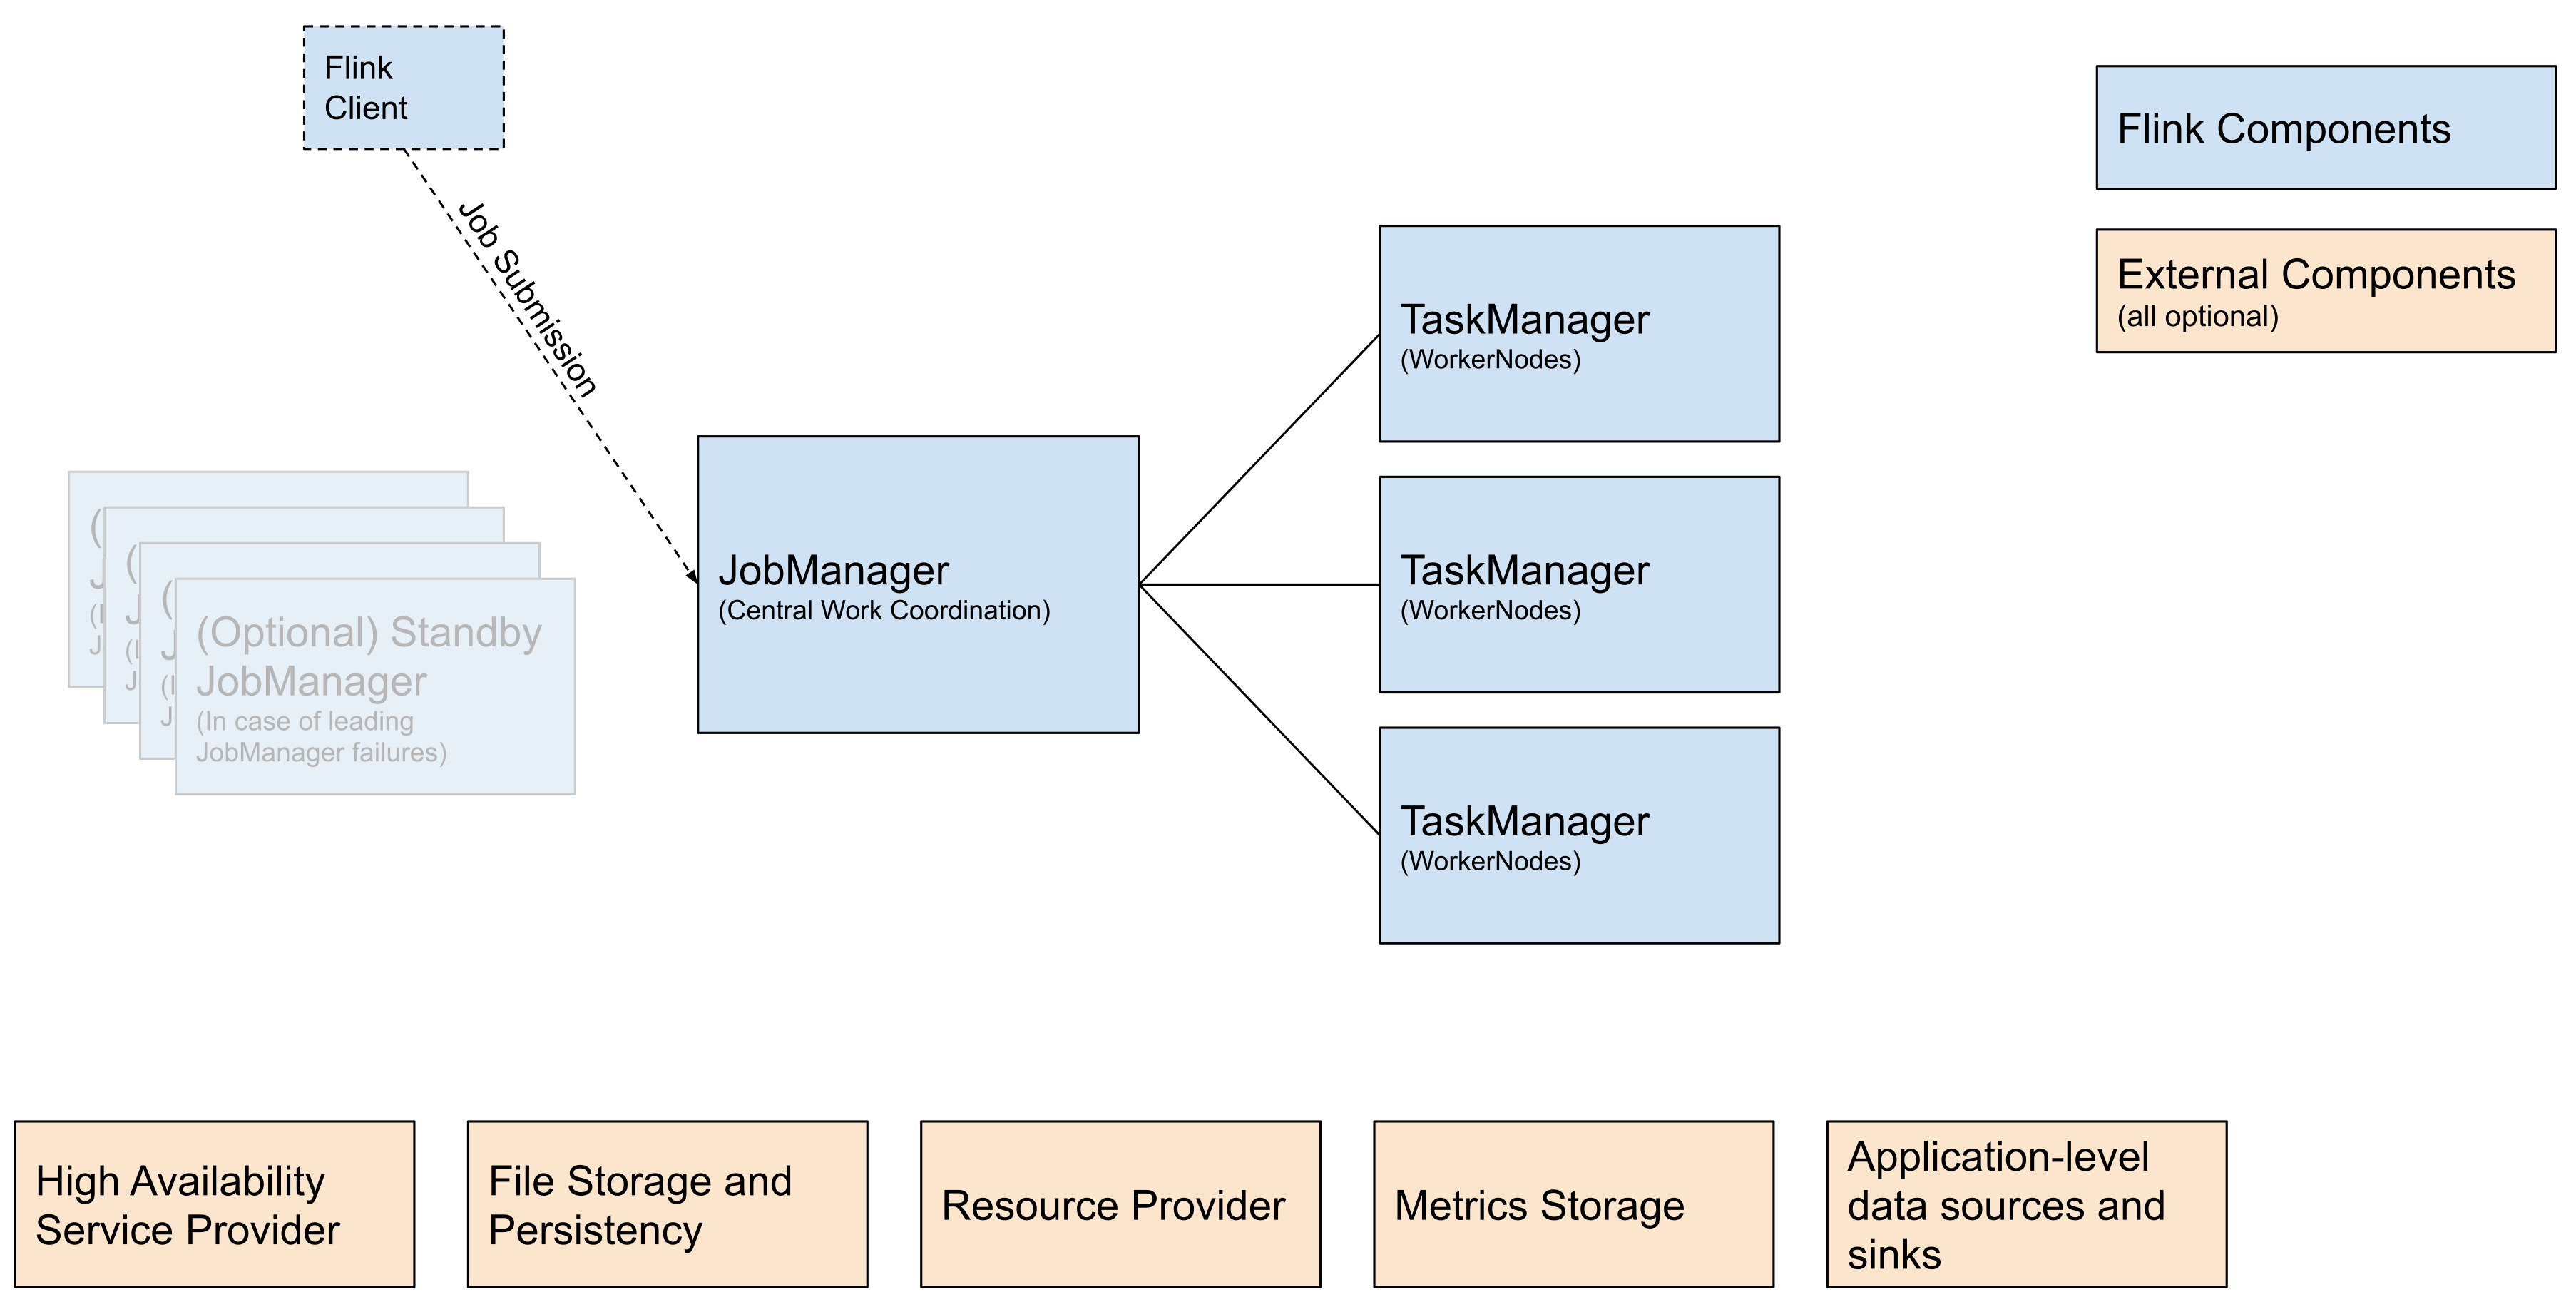 Flink
Client
Flink Components
Job Submission
External Components
(all optional)
TaskManager
(WorkerNodes)
JobManager
(Central Work Coordination)
TaskManager
(WorkerNodes)
(
J
(I
J
(
J
(I
J
(
J
(I
J
(Optional) Standby
JobManager
(In case of leading
JobManager failures)
TaskManager
(WorkerNodes)
High Availability
Service Provider
File Storage and
Persistency
Resource Provider
Metrics Storage
Application-level
data sources and
sinks